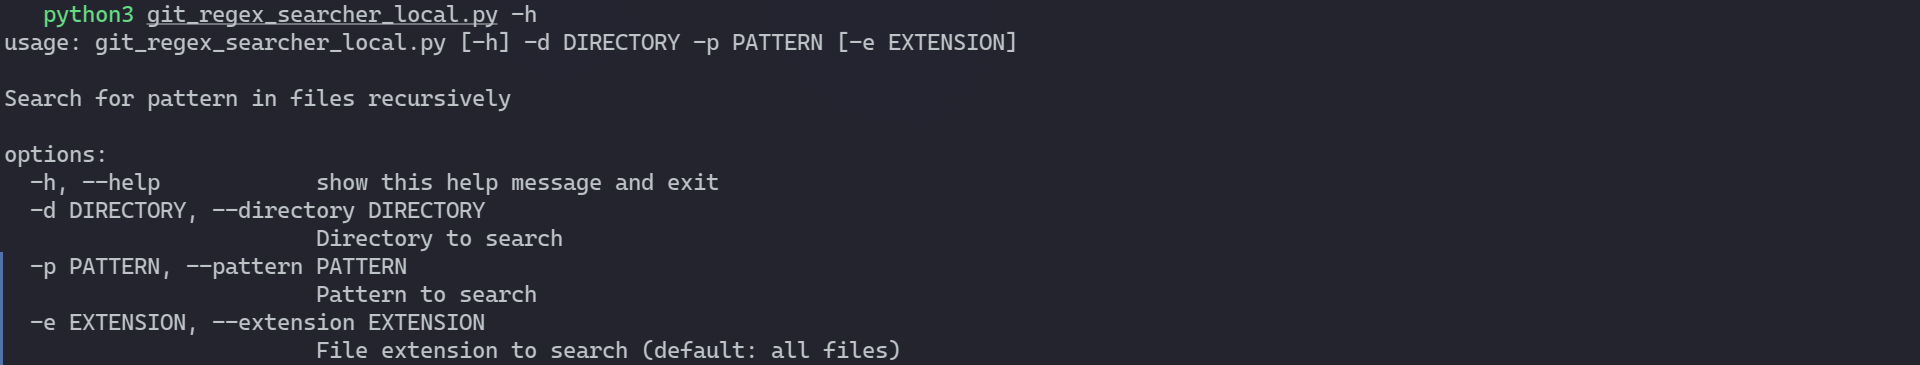 python3 git_regex_searcher_local.py -h
usage: git_regex_searcher_local.py [-h] -d DIRECTORY -p PATTERN [-e EXTENSION]
Search for pattern in files recursively
options:
-h, --help show this help message and exit
-d DIRECTORY, --directory DIRECTORY
Directory to search
-p PATTERN, --pattern PATTERN
Pattern to search
-e EXTENSION, --extension EXTENSION
File extension to search (default: all files)